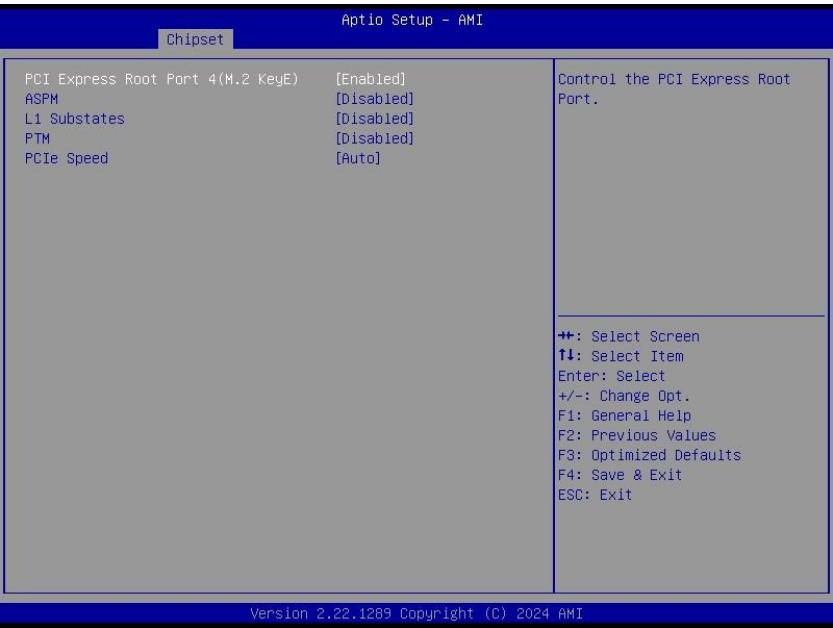 Aptio Setup – AMI
Chipset
PCI Express Root Port 4(M.2 KeyE) [Enabled]
ASPM [Disabled]
L1 Substates [Disabled]
PTM [Disabled]
PCIe Speed [Auto]
Control the PCI Express Root
Port.
→←: Select Screen
↑↓: Select Item
Enter: Select
+/-: Change Opt.
F1: General Help
F2: Previous Values
F3: Optimized Defaults
F4: Save & Exit
ESC: Exit
Version 2.22.1289 Copyright (C) 2024 AMI